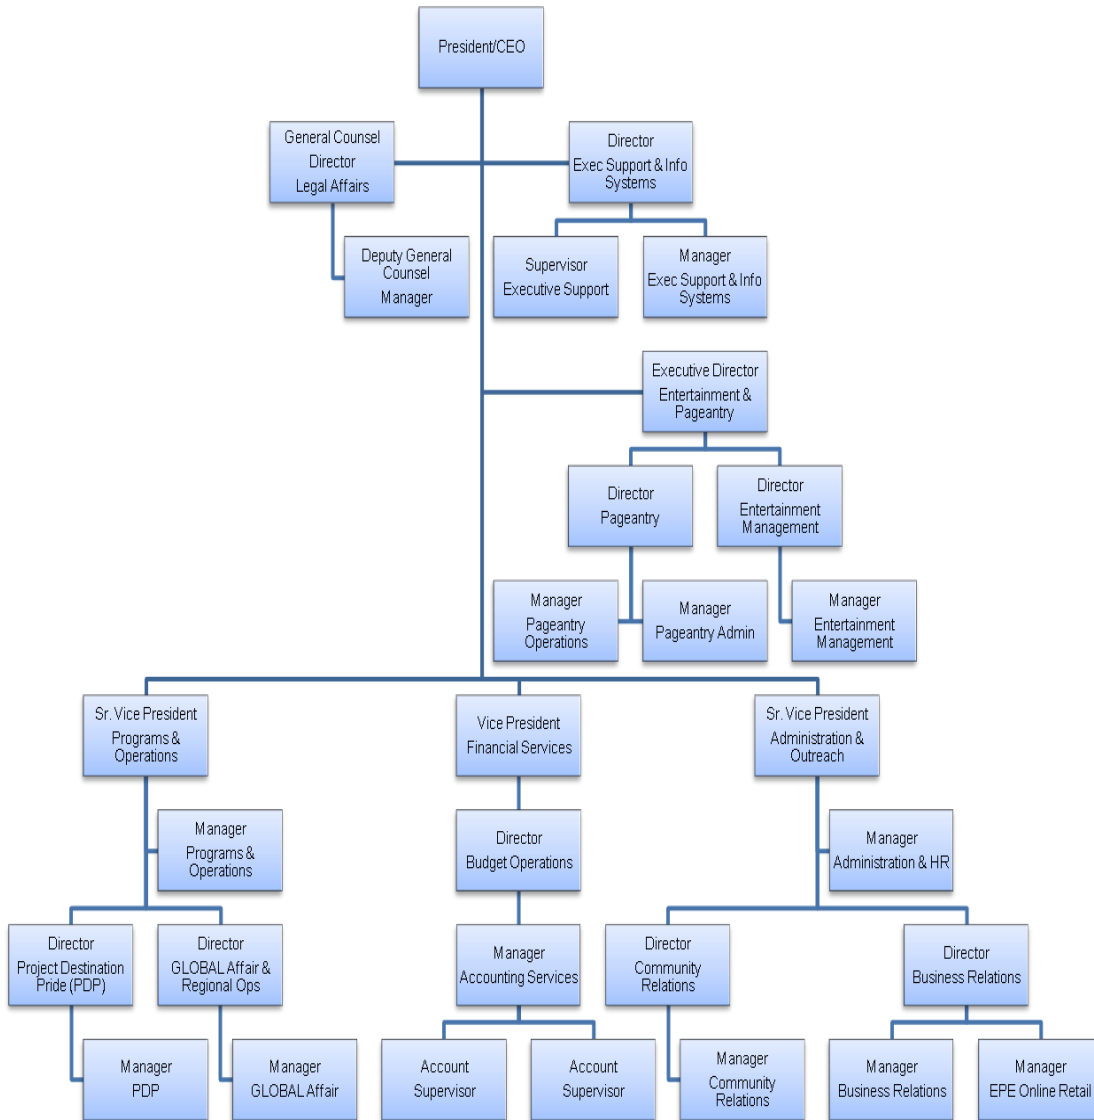 President/CEO
General Counsel
Director
Legal Affairs
Director
Exec Support & Info
Systems
Deputy General
Counsel
Manager
Supervisor
Executive Support
Manager
Exec Support & Info
Systems
Executive Director
Entertainment &
Pageantry
Director
Pageantry
Director
Entertainment
Management
Manager
Pageantry
Operations
Manager
Pageantry Admin
Manager
Entertainment
Management
Sr. Vice President
Programs &
Operations
Vice President
Financial Services
Sr. Vice President
Administration &
Outreach
Manager
Programs &
Operations
Director
Budget Operations
Manager
Administration & HR
Director
Project Destination
Pride (PDP)
Director
GLOBAL Affair &
Regional Ops
Manager
Accounting Services
Director
Community
Relations
Director
Business Relations
Manager
PDP
Manager
GLOBAL Affair
Account
Supervisor
Account
Supervisor
Manager
Community
Relations
Manager
Business Relations
Manager
EPE Online Retail